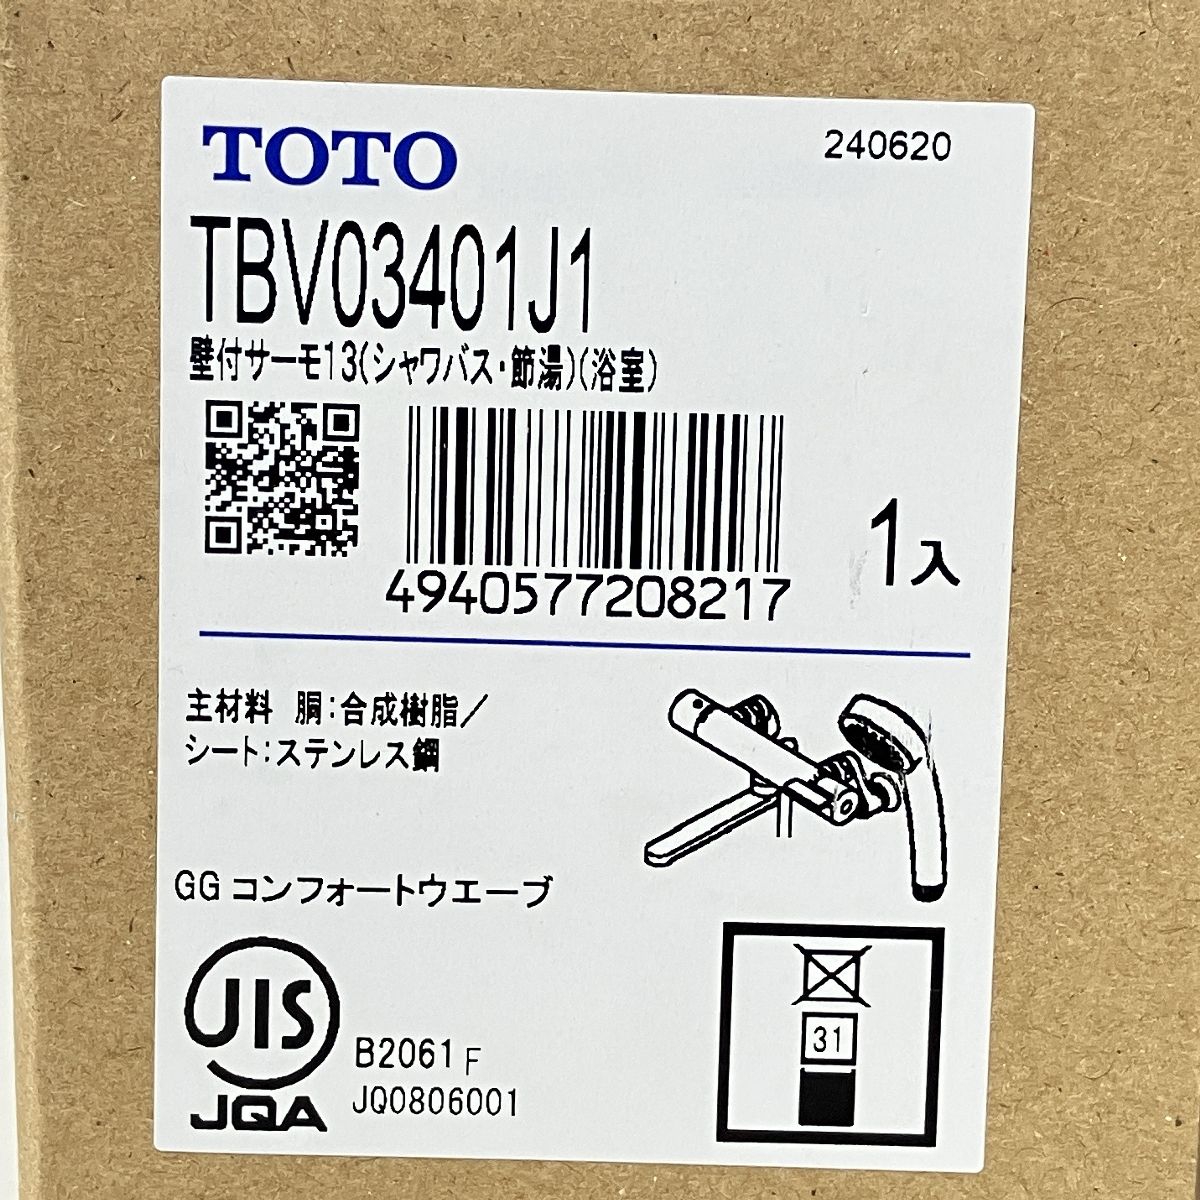 TOTO
240620
TBV03401J1
壁付サーモ13(シャワバス・節湯)(浴室)
4940577208217
1入
主材料 胴:合成樹脂/
シート:ステンレス鋼
GG コンフォートウエーブ
JIS
B2061 F
JQA
JQ0806001
31